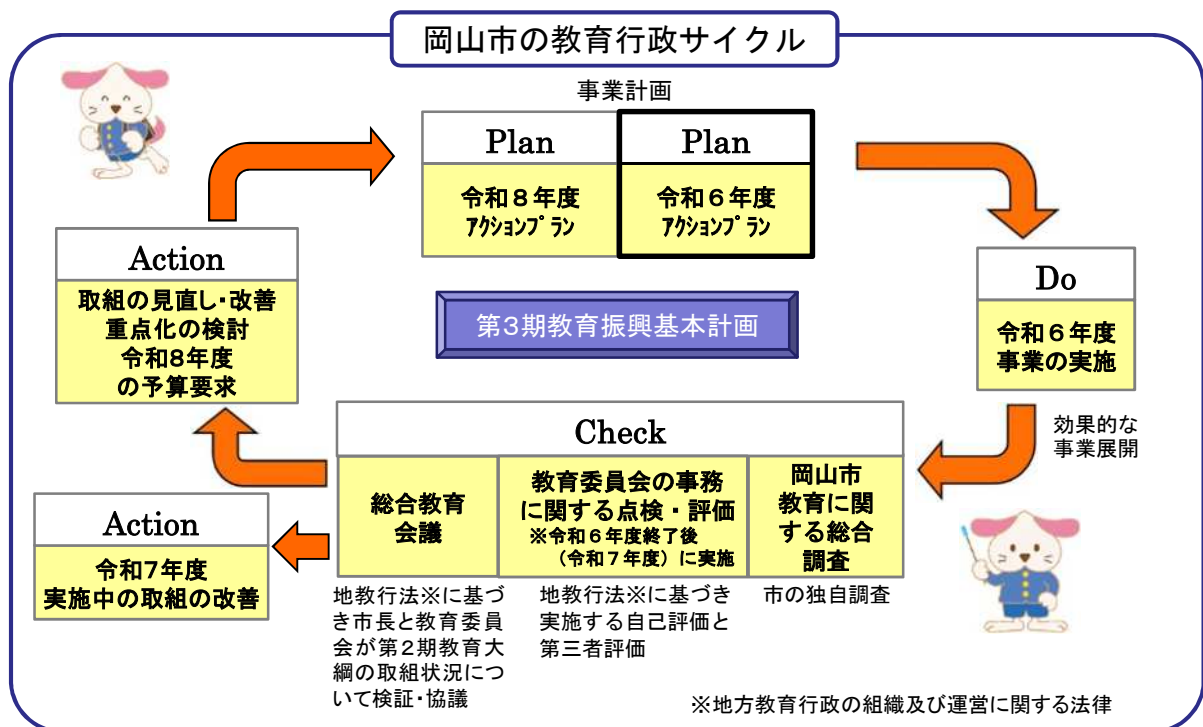 岡山市の教育行政サイクル
事業計画
Plan
令和８年度
ｱｸｼｮﾝﾌﾟﾗﾝ
Plan
令和６年度
ｱｸｼｮﾝﾌﾟﾗﾝ
Do
令和６年度
事業の実施
効果的な
事業展開
第３期教育振興基本計画
Check
総合教育
会議
教育委員会の事務
に関する点検・評価
※令和６年度終了後
（令和７年度）に実施
岡山市
教育に関
する総合
調査
地教行法※に基づ
き市長と教育委員
会が第２期教育大
綱の取組状況につ
いて検証・協議
地教行法※に基づき
実施する自己評価と
第三者評価
市の独自調査
Action
取組の見直し・改善
重点化の検討
令和８年度
の予算要求
Action
令和７年度
実施中の取組の改善
※地方教育行政の組織及び運営に関する法律